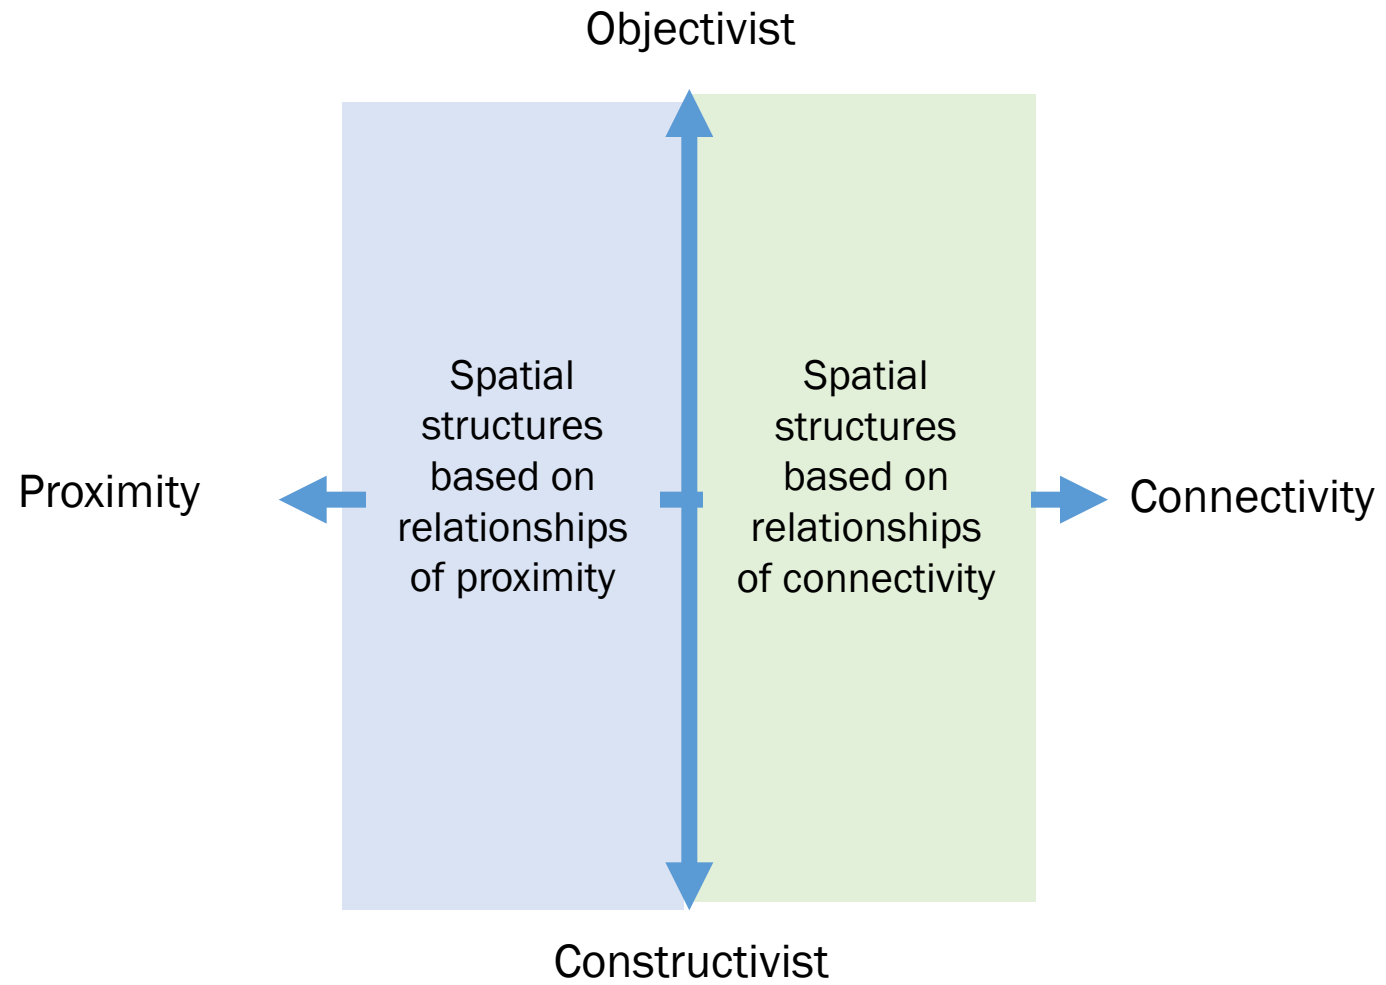 Objectivist
Spatial
structures
based on
relationships
of proximity
Spatial
structures
based on
relationships
of connectivity
Proximity
Connectivity
Constructivist